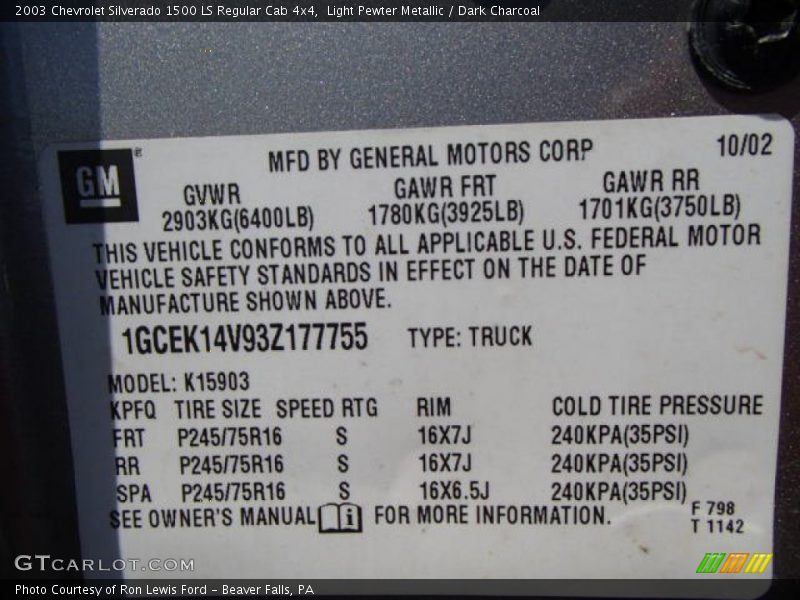 2003 Chevrolet Silverado 1500 LS Regular Cab 4x4,  Light Pewter Metallic / Dark Charcoal
GM®
MFD BY GENERAL MOTORS CORP 10/02
GVWR GAWR FRT GAWR RR
2903KG(6400LB) 1780KG(3925LB) 1701KG(3750LB)
THIS VEHICLE CONFORMS TO ALL APPLICABLE U.S. FEDERAL MOTOR
VEHICLE SAFETY STANDARDS IN EFFECT ON THE DATE OF
MANUFACTURE SHOWN ABOVE.
1GCEK14V93Z177755 TYPE: TRUCK
MODEL: K15903
KPFQ TIRE SIZE SPEED RTG RIM COLD TIRE PRESSURE
FRT P245/75R16 S 16X7J 240KPA(35PSI)
RR P245/75R16 S 16X7J 240KPA(35PSI)
SPA P245/75R16 S 16X6.5J 240KPA(35PSI)
SEE OWNER'S MANUAL i FOR MORE INFORMATION.
F 798
T 1142
GTcarlot.com
Photo Courtesy of Ron Lewis Ford - Beaver Falls, PA